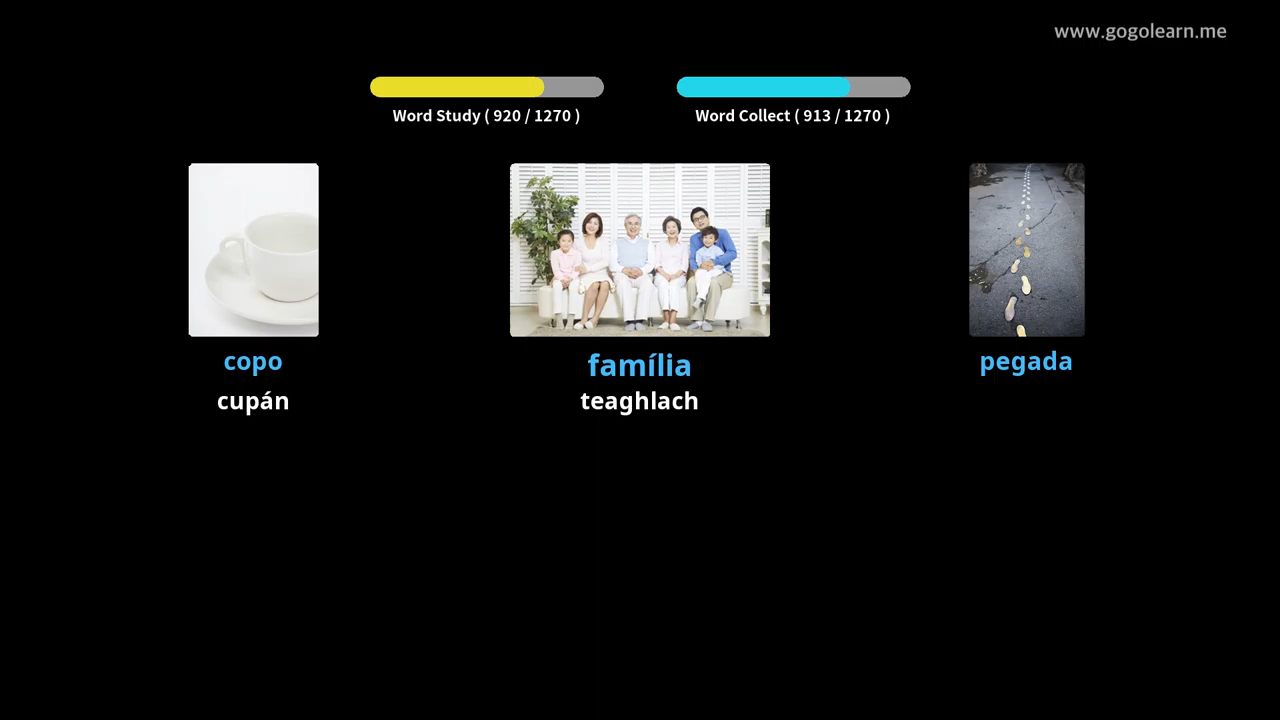 www.gogolearn.me
Word Study ( 920 / 1270 )
Word Collect ( 913 / 1270 )
copo
família
pegada
cupán
teaghlach